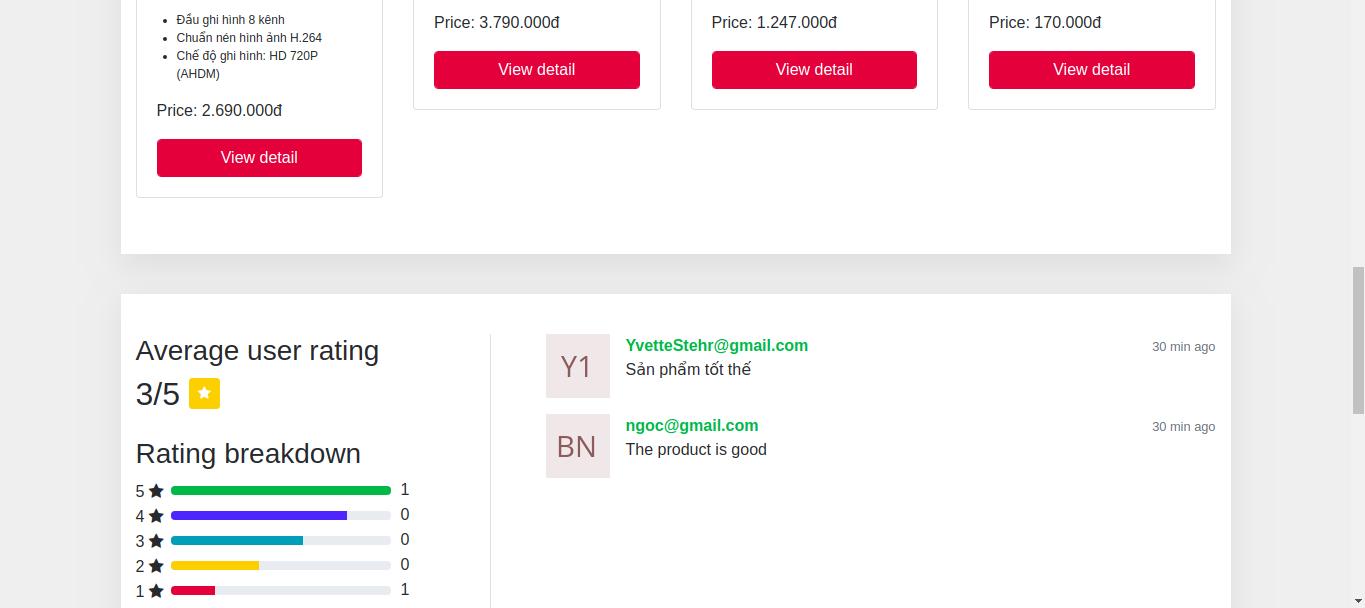 Đầu ghi hình 8 kênh
Chuẩn nén hình ảnh H.264
Chế độ ghi hình: HD 720P
(AHDM)
Price: 2.690.000đ
View detail
Price: 3.790.000đ
View detail
Price: 1.247.000đ
View detail
Price: 170.000đ
View detail
Average user rating
3/5
Rating breakdown
5 1
4 0
3 0
2 0
1 1
Y1
YvetteStehr@gmail.com
30 min ago
Sản phẩm tốt thế
BN
ngoc@gmail.com
30 min ago
The product is good